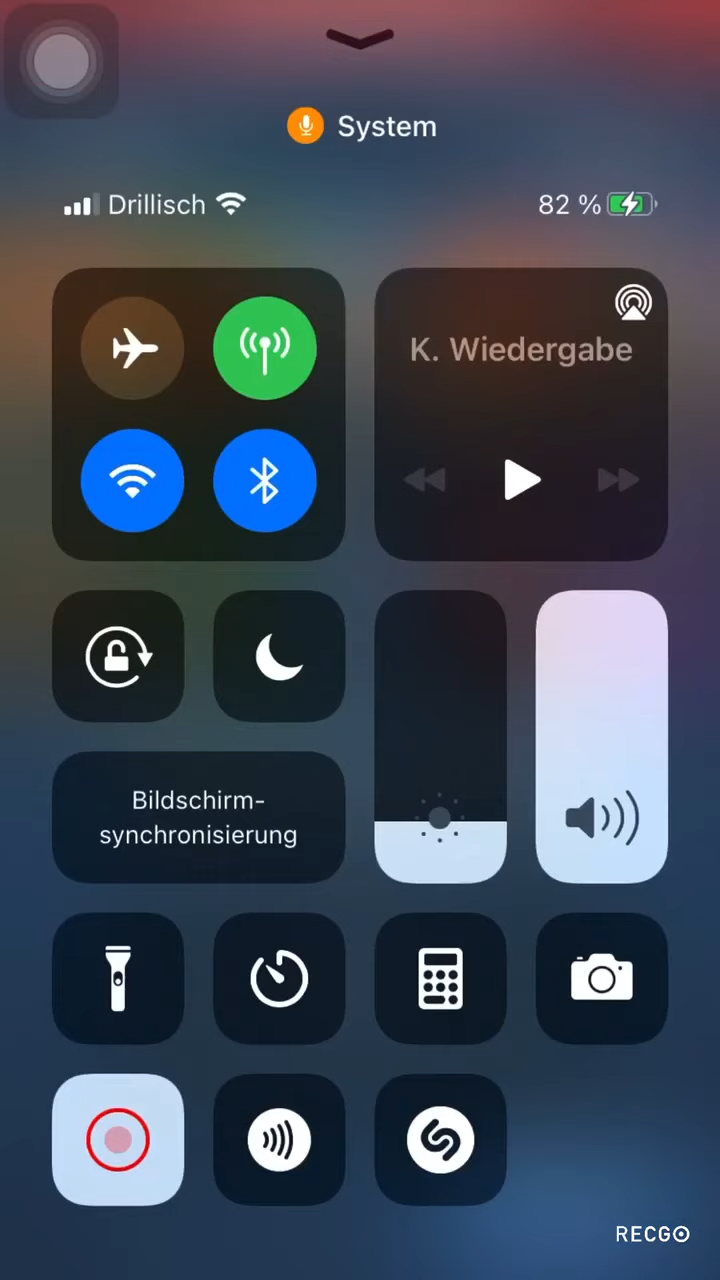 System
Drillisch
82 %
K. Wiedergabe
Bildschirm-
synchronisierung
RECGO